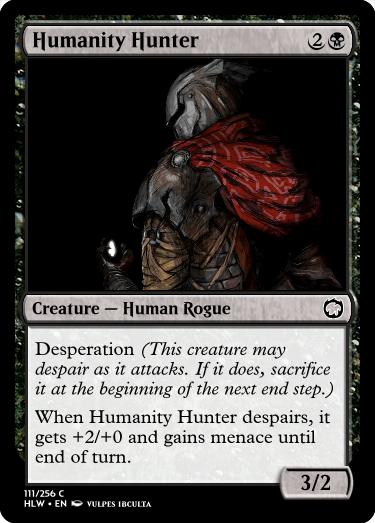 Humanity Hunter 2
Creature — Human Rogue
Desperation (This creature may
despair as it attacks. If it does, sacrifice
it at the beginning of the next end step.)
When Humanity Hunter despairs, it
gets +2/+0 and gains menace until
end of turn.
3/2
111/256 C
HLW • EN VULPES IBCULTA